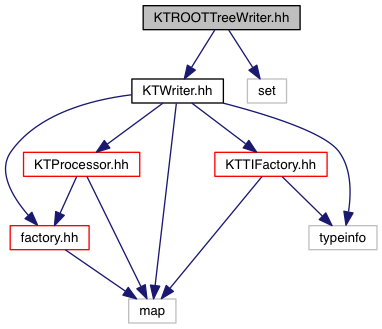 KTROOTTreeWriter.hh
KTWriter.hh
set
KTProcessor.hh
KTTIFactory.hh
factory.hh
typeinfo
map